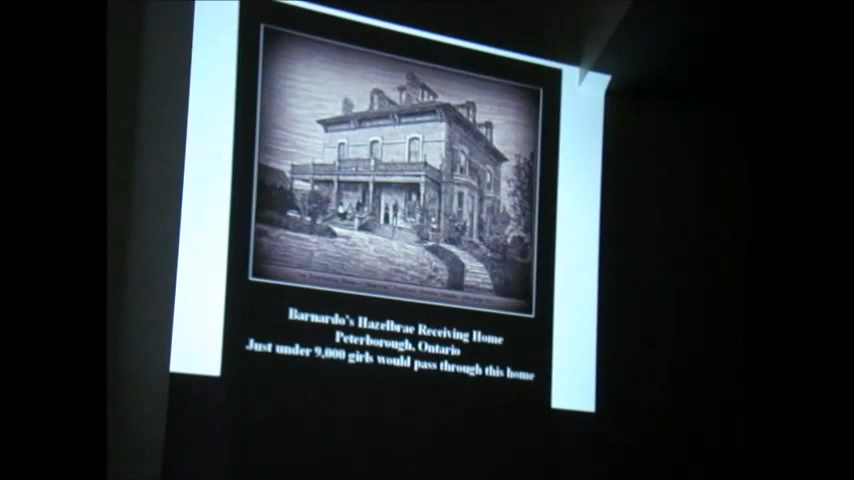 Barnardo's Hazelbrae Receiving Home
Peterborough, Ontario
Just under 9,000 girls would pass through this home